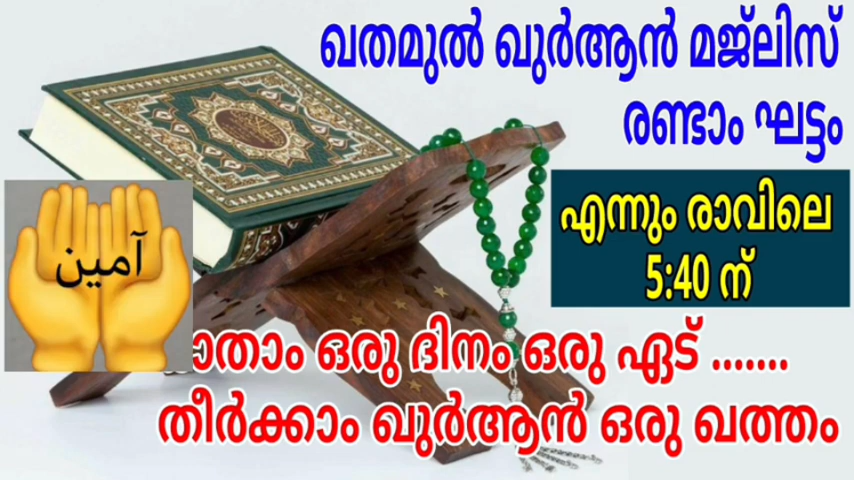 ഖതമുൽ ഖുർആൻ മജ്ലിസ്
രണ്ടാം ഘട്ടം
എന്നും രാവിലെ
5:40 ന്
آمين
ഒരു ദിനം ഒരു ഏട് .......
തീർക്കാം ഖുർആൻ ഒരു ഖത്തം